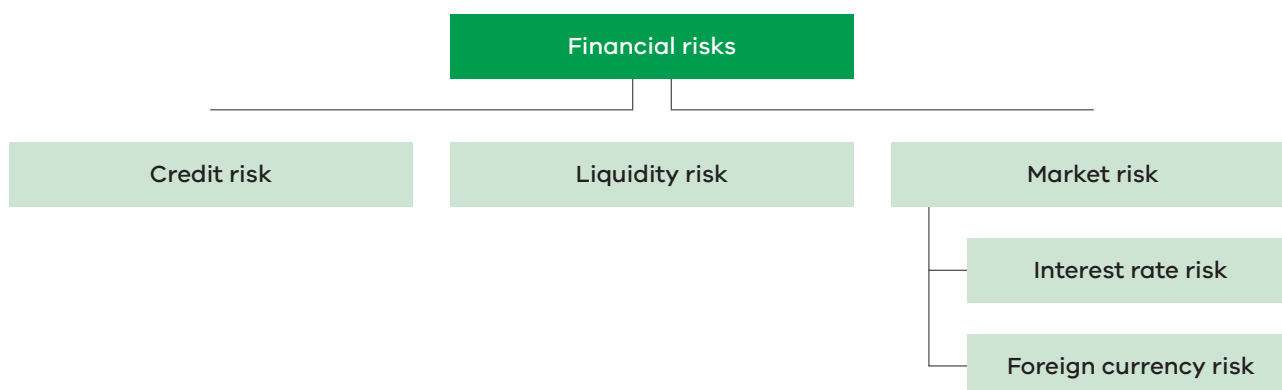 Financial risks
Credit risk
Liquidity risk
Market risk
Interest rate risk
Foreign currency risk